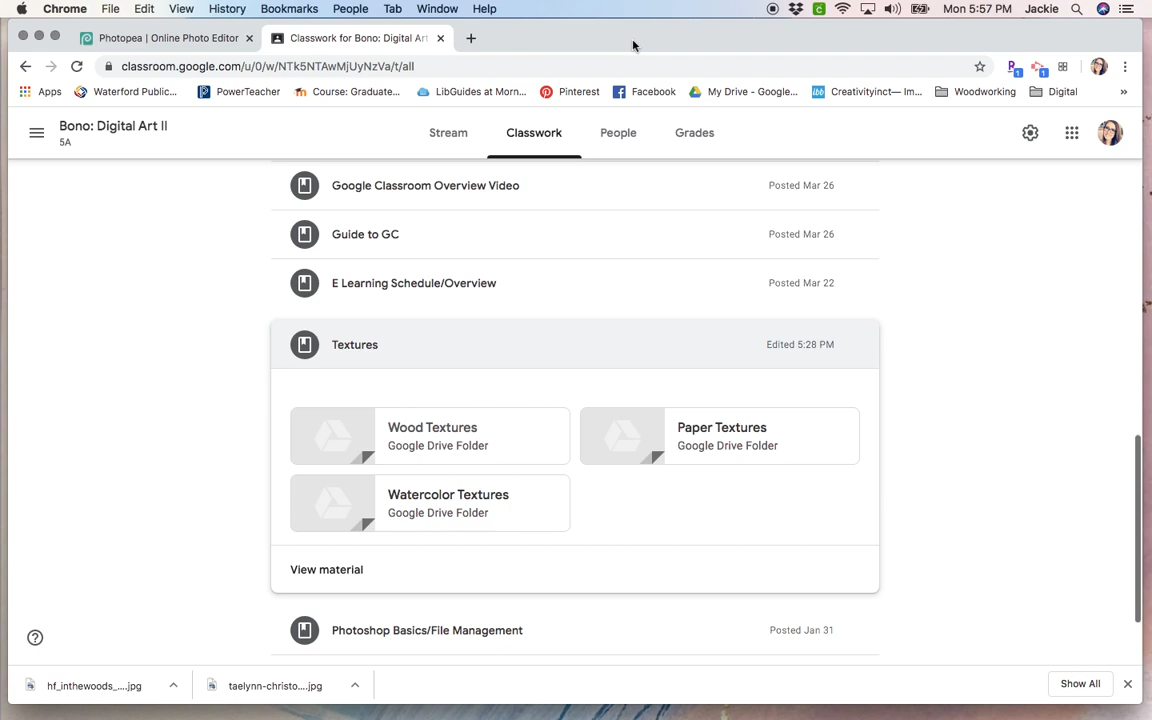 Chrome File Edit View History Bookmarks People Tab Window Help Mon 5:57 PM Jackie
Photopea | Online Photo Editor Classwork for Bono: Digital Art
classroom.google.com/u/0/w/NTk5NTAwMjUyNzVa/t/all
Apps Waterford Public... PowerTeacher Course: Graduate... LibGuides at Morn... Pinterest Facebook My Drive - Google... Creativityinct— Im... Woodworking Digital »
Bono: Digital Art II
5A
Stream Classwork People Grades
Google Classroom Overview Video Posted Mar 26
Guide to GC Posted Mar 26
E Learning Schedule/Overview Posted Mar 22
Textures Edited 5:28 PM
Wood Textures Paper Textures
Google Drive Folder Google Drive Folder
Watercolor Textures
Google Drive Folder
View material
Photoshop Basics/File Management Posted Jan 31
hf_inthewoods_....jpg taelynn-christo....jpg Show All